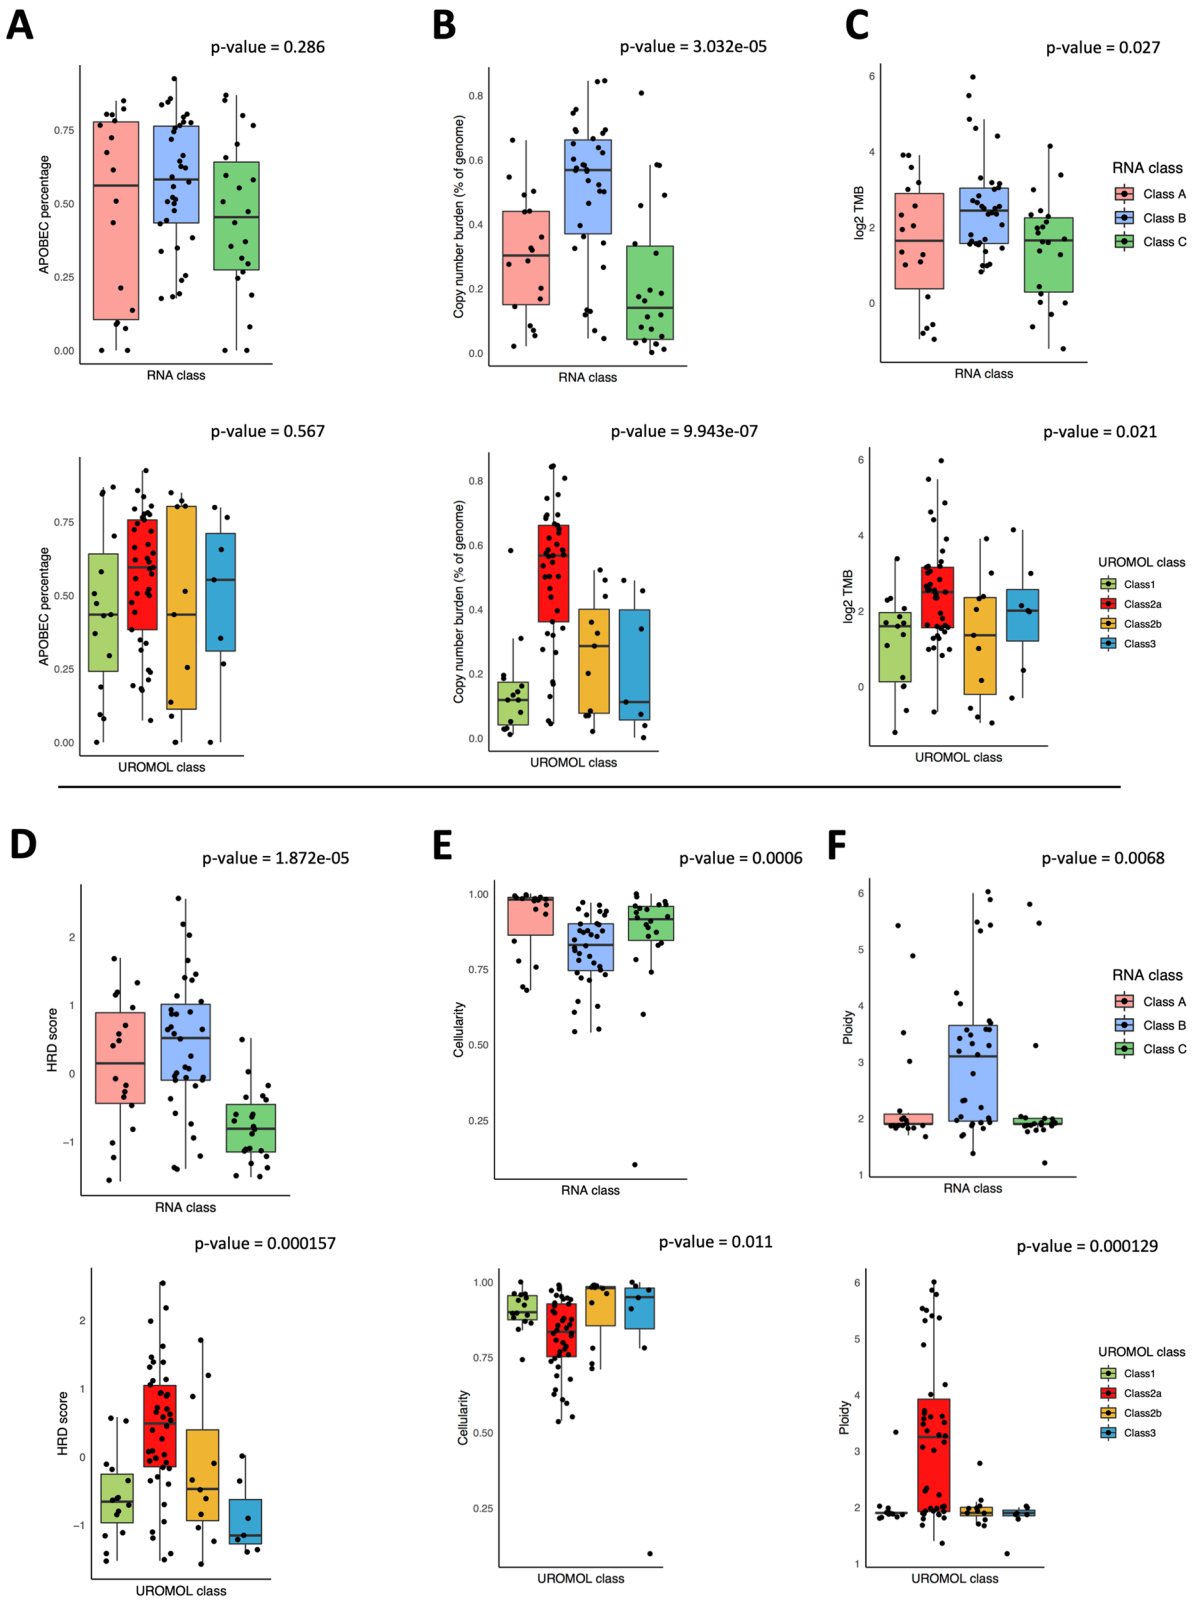 A
p-value = 0.286
APOBEC percentage
0.75
0.50
0.25
0.00
RNA class
B
p-value = 3.032e-05
Copy number burden (% of genome)
0.8
0.6
0.4
0.2
0.0
RNA class
C
p-value = 0.027
log2 TMB
6
4
2
0
RNA class
RNA class
Class A
Class B
Class C
p-value = 0.567
APOBEC percentage
0.75
0.50
0.25
0.00
UROMOL class
p-value = 9.943e-07
Copy number burden (% of genome)
0.8
0.6
0.4
0.2
0.0
UROMOL class
p-value = 0.021
log2 TMB
6
4
2
0
UROMOL class
UROMOL class
Class1
Class2a
Class2b
Class3
D
p-value = 1.872e-05
HRD score
2
1
0
−1
RNA class
E
p-value = 0.0006
Cellularity
1.00
0.75
0.50
0.25
RNA class
F
p-value = 0.0068
Ploidy
6
5
4
3
2
1
RNA class
RNA class
Class A
Class B
Class C
p-value = 0.000157
HRD score
2
1
0
−1
UROMOL class
p-value = 0.011
Cellularity
1.00
0.75
0.50
0.25
UROMOL class
p-value = 0.000129
Ploidy
6
5
4
3
2
1
UROMOL class
UROMOL class
Class1
Class2a
Class2b
Class3